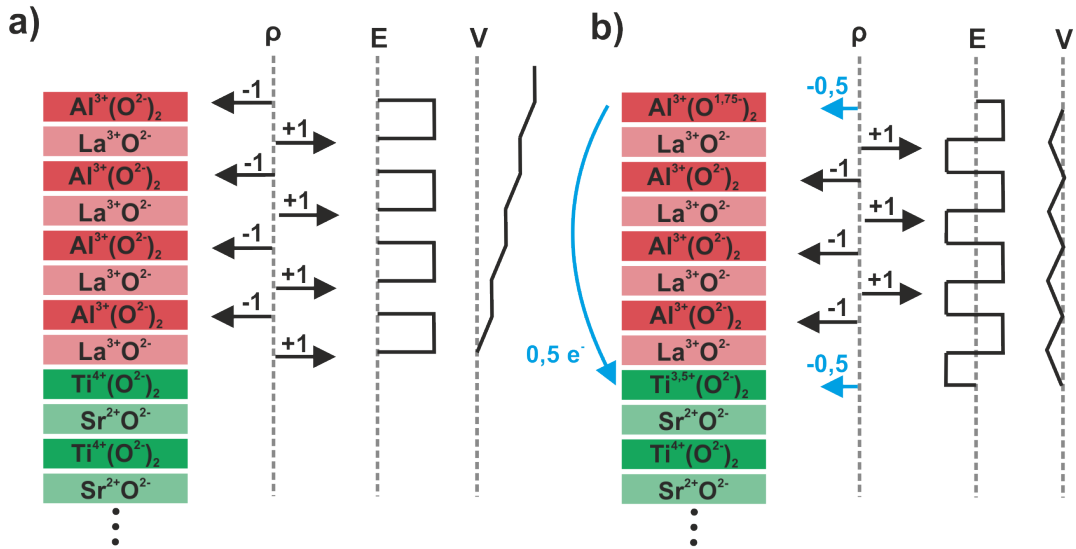 a)
ρ E V
Al³⁺(O²⁻)₂
La³⁺O²⁻
Al³⁺(O²⁻)₂
La³⁺O²⁻
Al³⁺(O²⁻)₂
La³⁺O²⁻
Al³⁺(O²⁻)₂
La³⁺O²⁻
Ti⁴⁺(O²⁻)₂
Sr²⁺O²⁻
Ti⁴⁺(O²⁻)₂
Sr²⁺O²⁻
-1
+1
-1
+1
-1
+1
-1
+1
b)
ρ E V
Al³⁺(O^1,75-)₂
La³⁺O²⁻
Al³⁺(O²⁻)₂
La³⁺O²⁻
Al³⁺(O²⁻)₂
La³⁺O²⁻
Al³⁺(O²⁻)₂
La³⁺O²⁻
Ti^3,5+(O²⁻)₂
Sr²⁺O²⁻
Ti⁴⁺(O²⁻)₂
Sr²⁺O²⁻
0,5 e⁻
-0,5
+1
-1
+1
-1
+1
-1
-0,5